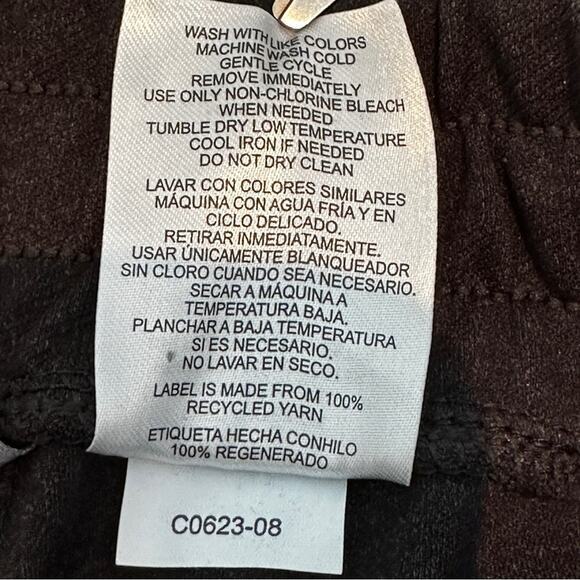 WASH WITH LIKE COLORS
MACHINE WASH COLD
GENTLE CYCLE
REMOVE IMMEDIATELY
USE ONLY NON-CHLORINE BLEACH
WHEN NEEDED
TUMBLE DRY LOW TEMPERATURE
COOL IRON IF NEEDED
DO NOT DRY CLEAN
LAVAR CON COLORES SIMILARES
MÁQUINA CON AGUA FRÍA Y EN
CICLO DELICADO.
RETIRAR INMEDIATAMENTE.
USAR ÚNICAMENTE BLANQUEADOR
SIN CLORO CUANDO SEA NECESARIO.
SECAR A MÁQUINA A
TEMPERATURA BAJA.
PLANCHAR A BAJA TEMPERATURA
SI ES NECESARIO.
NO LAVAR EN SECO.
LABEL IS MADE FROM 100%
RECYCLED YARN
ETIQUETA HECHA CONHILO
100% REGENERADO
C0623-08